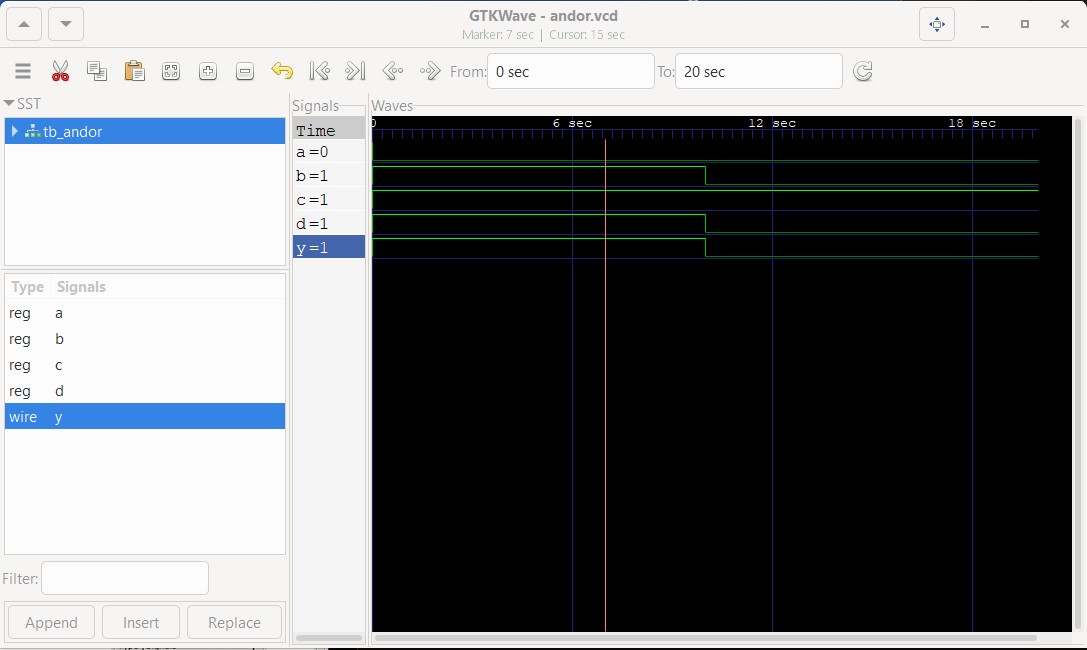 GTKWave - andor.vcd
Marker: 7 sec | Cursor: 15 sec
From: 0 sec To: 20 sec
SST
tb_andor
Type Signals
reg a
reg b
reg c
reg d
wire y
Filter:
Append Insert Replace
Signals
Time
a=0
b=1
c=1
d=1
y=1
Waves
0 6 sec 12 sec 18 sec